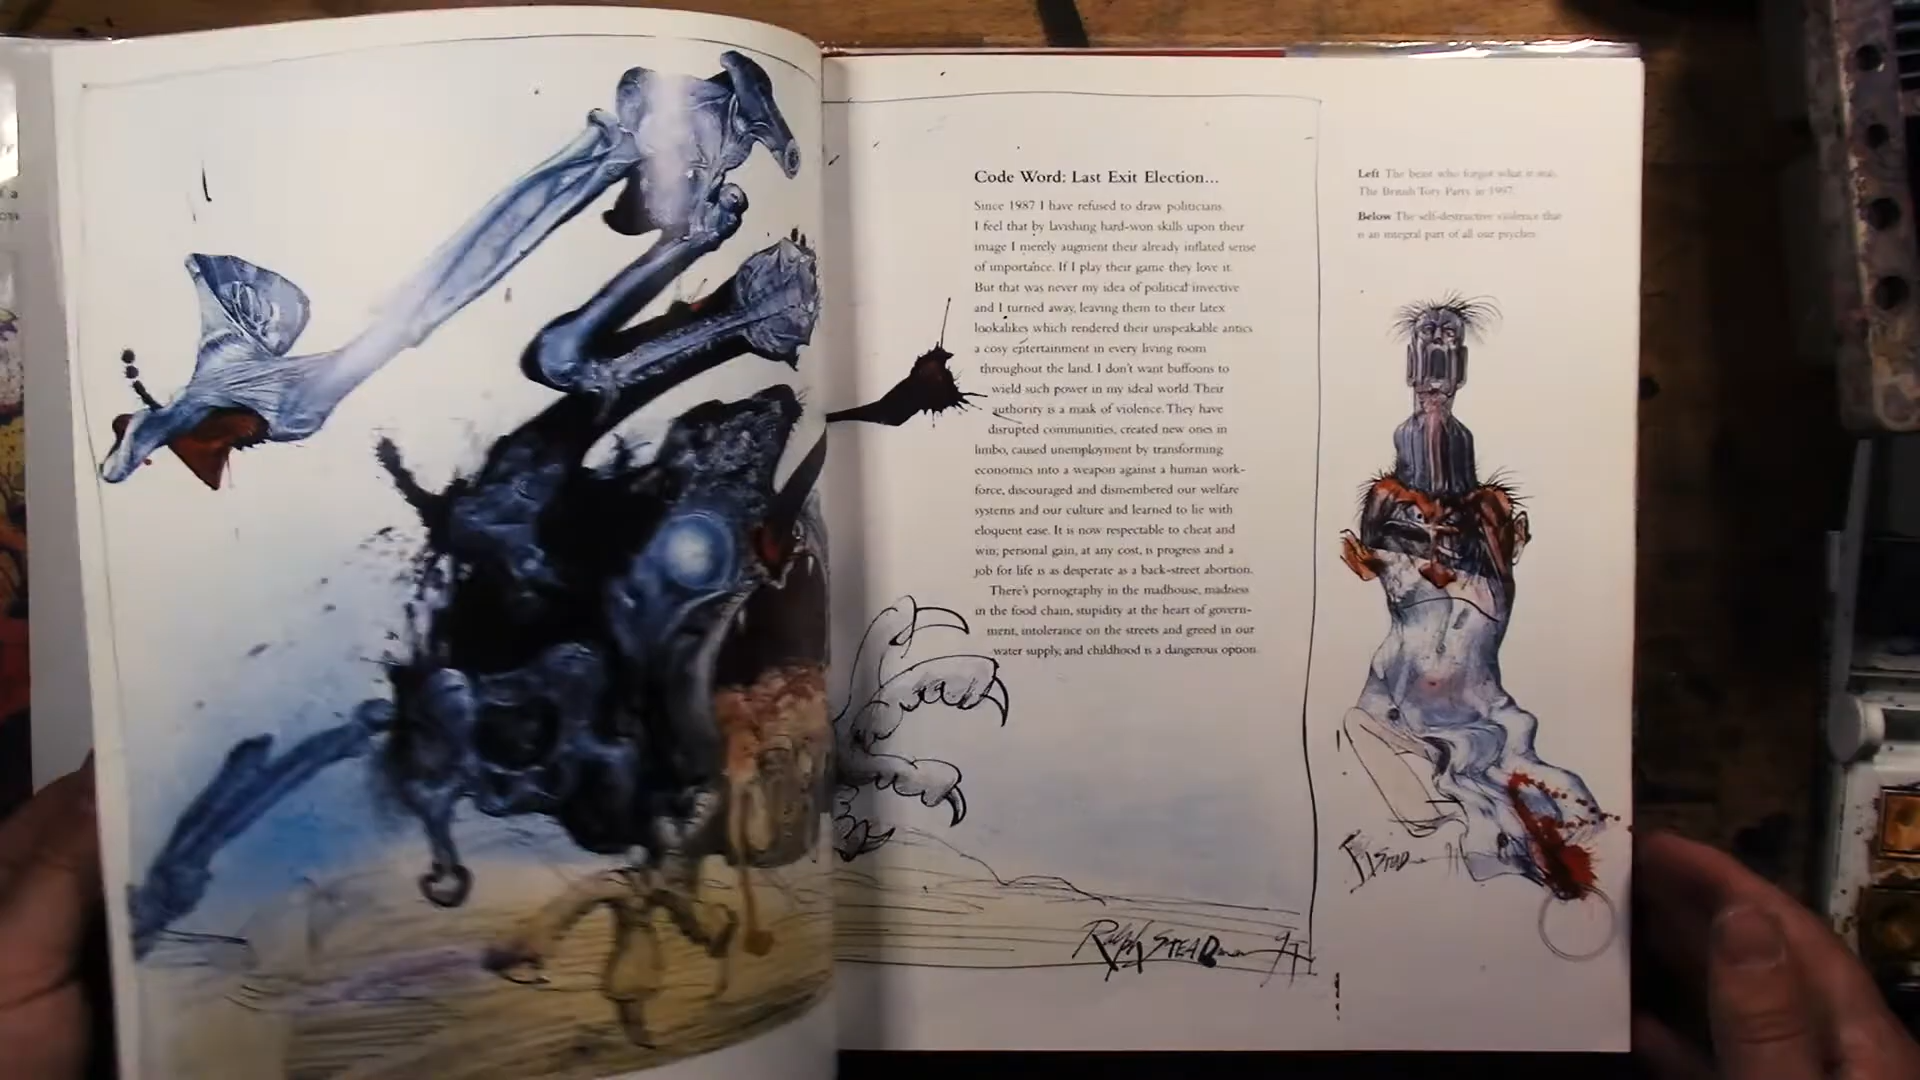 Code Word: Last Exit Election...
Since 1987 I have refused to draw politicians.
I feel that by lavishing hard-won skills upon their
image I merely augment their already inflated sense
of importance. If I play their game they love it.
But that was never my idea of political invective
and I turned away, leaving them to their latex
lookalikes which rendered their unspeakable antics
a cosy entertainment in every living room
throughout the land. I don't want buffoons to
wield such power in my ideal world. Their
authority is a mask of violence. They have
disrupted communities, created new ones in
limbo, caused unemployment by transforming
economics into a weapon against a human work-
force, discouraged and dismembered our welfare
systems and our culture and learned to lie with
eloquent ease. It is now respectable to cheat and
win; personal gain, at any cost, is progress and a
job for life is as desperate as a back-street abortion.
There's pornography in the madhouse, madness
in the food chain, stupidity at the heart of govern-
ment, intolerance on the streets and greed in our
water supply, and childhood is a dangerous option.
Ralph STEADman
Left The beast who forgot what it was.
The British Tory Party in 1997.
Below The self-destructive violence that
is an integral part of all our psyches.